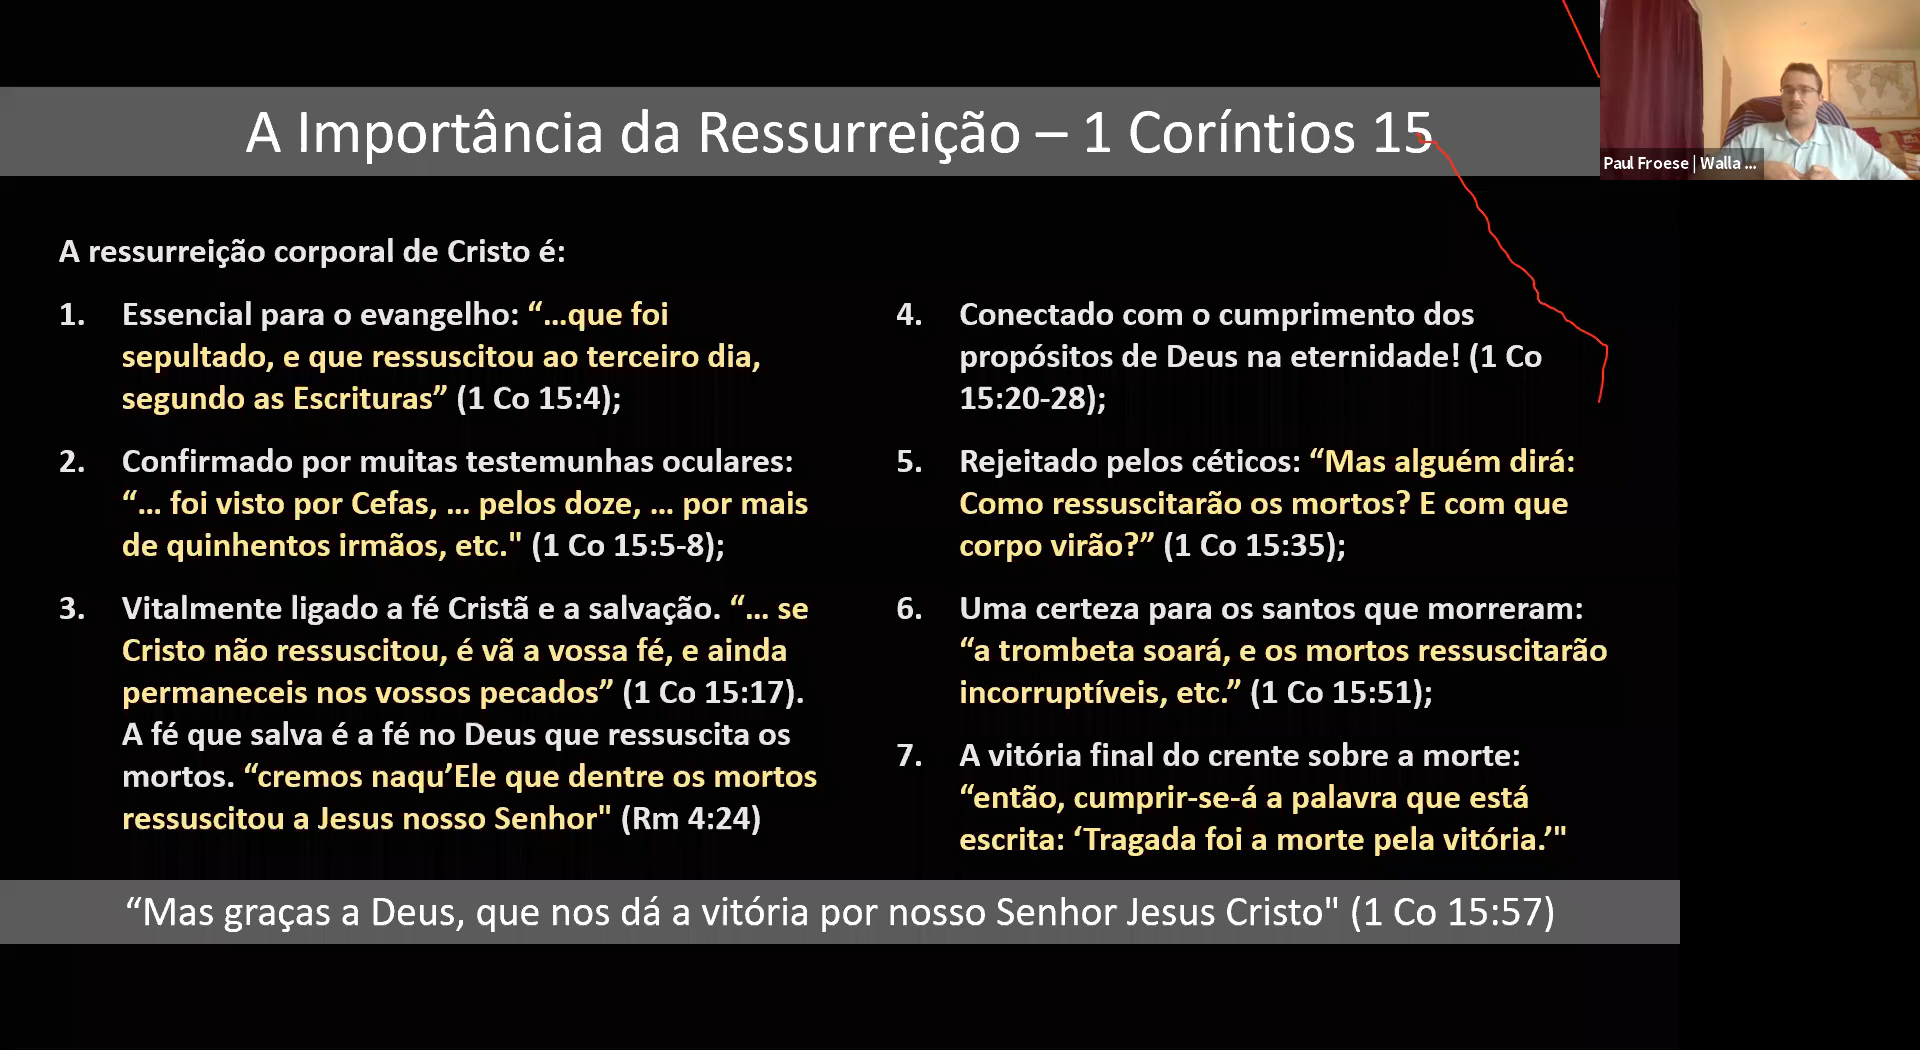 A Importância da Ressurreição – 1 Coríntios 15
Paul Froese | Walla ...
A ressurreição corporal de Cristo é:
1. Essencial para o evangelho: “...que foi
sepultado, e que ressuscitou ao terceiro dia,
segundo as Escrituras” (1 Co 15:4);
2. Confirmado por muitas testemunhas oculares:
“... foi visto por Cefas, ... pelos doze, ... por mais
de quinhentos irmãos, etc." (1 Co 15:5-8);
3. Vitalmente ligado a fé Cristã e a salvação. “... se
Cristo não ressuscitou, é vã a vossa fé, e ainda
permaneceis nos vossos pecados” (1 Co 15:17).
A fé que salva é a fé no Deus que ressuscita os
mortos. “cremos naqu’Ele que dentre os mortos
ressuscitou a Jesus nosso Senhor" (Rm 4:24)
4. Conectado com o cumprimento dos
propósitos de Deus na eternidade! (1 Co
15:20-28);
5. Rejeitado pelos céticos: “Mas alguém dirá:
Como ressuscitarão os mortos? E com que
corpo virão?” (1 Co 15:35);
6. Uma certeza para os santos que morreram:
“a trombeta soará, e os mortos ressuscitarão
incorruptíveis, etc.” (1 Co 15:51);
7. A vitória final do crente sobre a morte:
“então, cumprir-se-á a palavra que está
escrita: ‘Tragada foi a morte pela vitória.’"
“Mas graças a Deus, que nos dá a vitória por nosso Senhor Jesus Cristo" (1 Co 15:57)